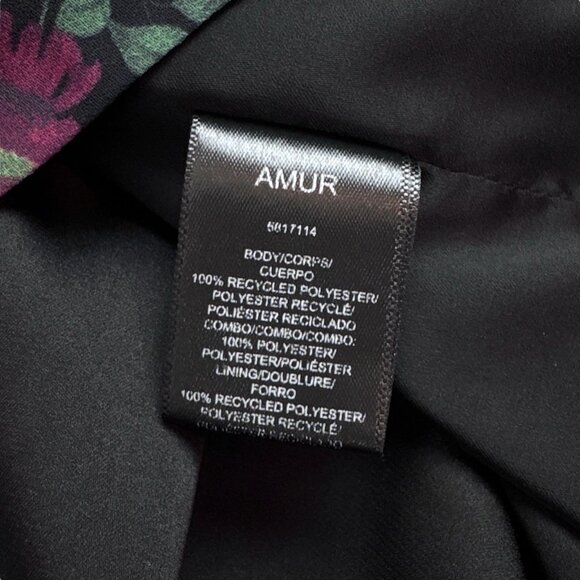 AMUR
5817114
BODY/CORPS/
CUERPO
100% RECYCLED POLYESTER/
POLYESTER RECYCLÉ/
POLIÉSTER RECICLADO
COMBO/COMBO/COMBO:
100% POLYESTER/
POLYESTER/POLIÉSTER
LINING/DOUBLURE/
FORRO
100% RECYCLED POLYESTER/
POLYESTER RECYCLÉ/